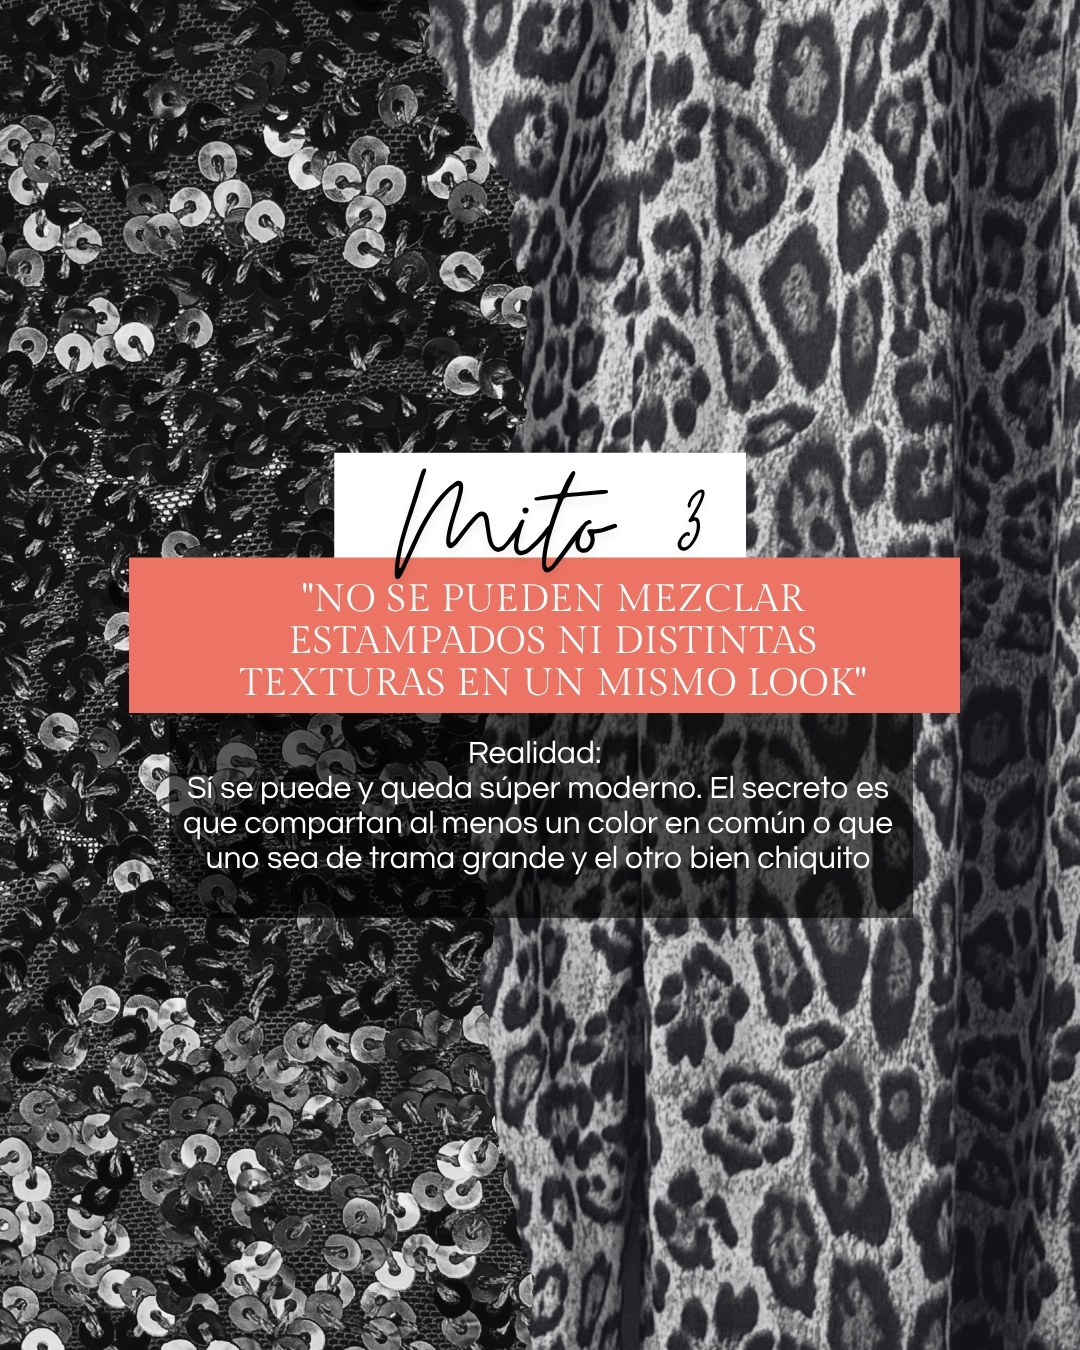 Mito 3
"NO SE PUEDEN MEZCLAR
ESTAMPADOS NI DISTINTAS
TEXTURAS EN UN MISMO LOOK"
Realidad:
Sí se puede y queda súper moderno. El secreto es
que compartan al menos un color en común o que
uno sea de trama grande y el otro bien chiquito